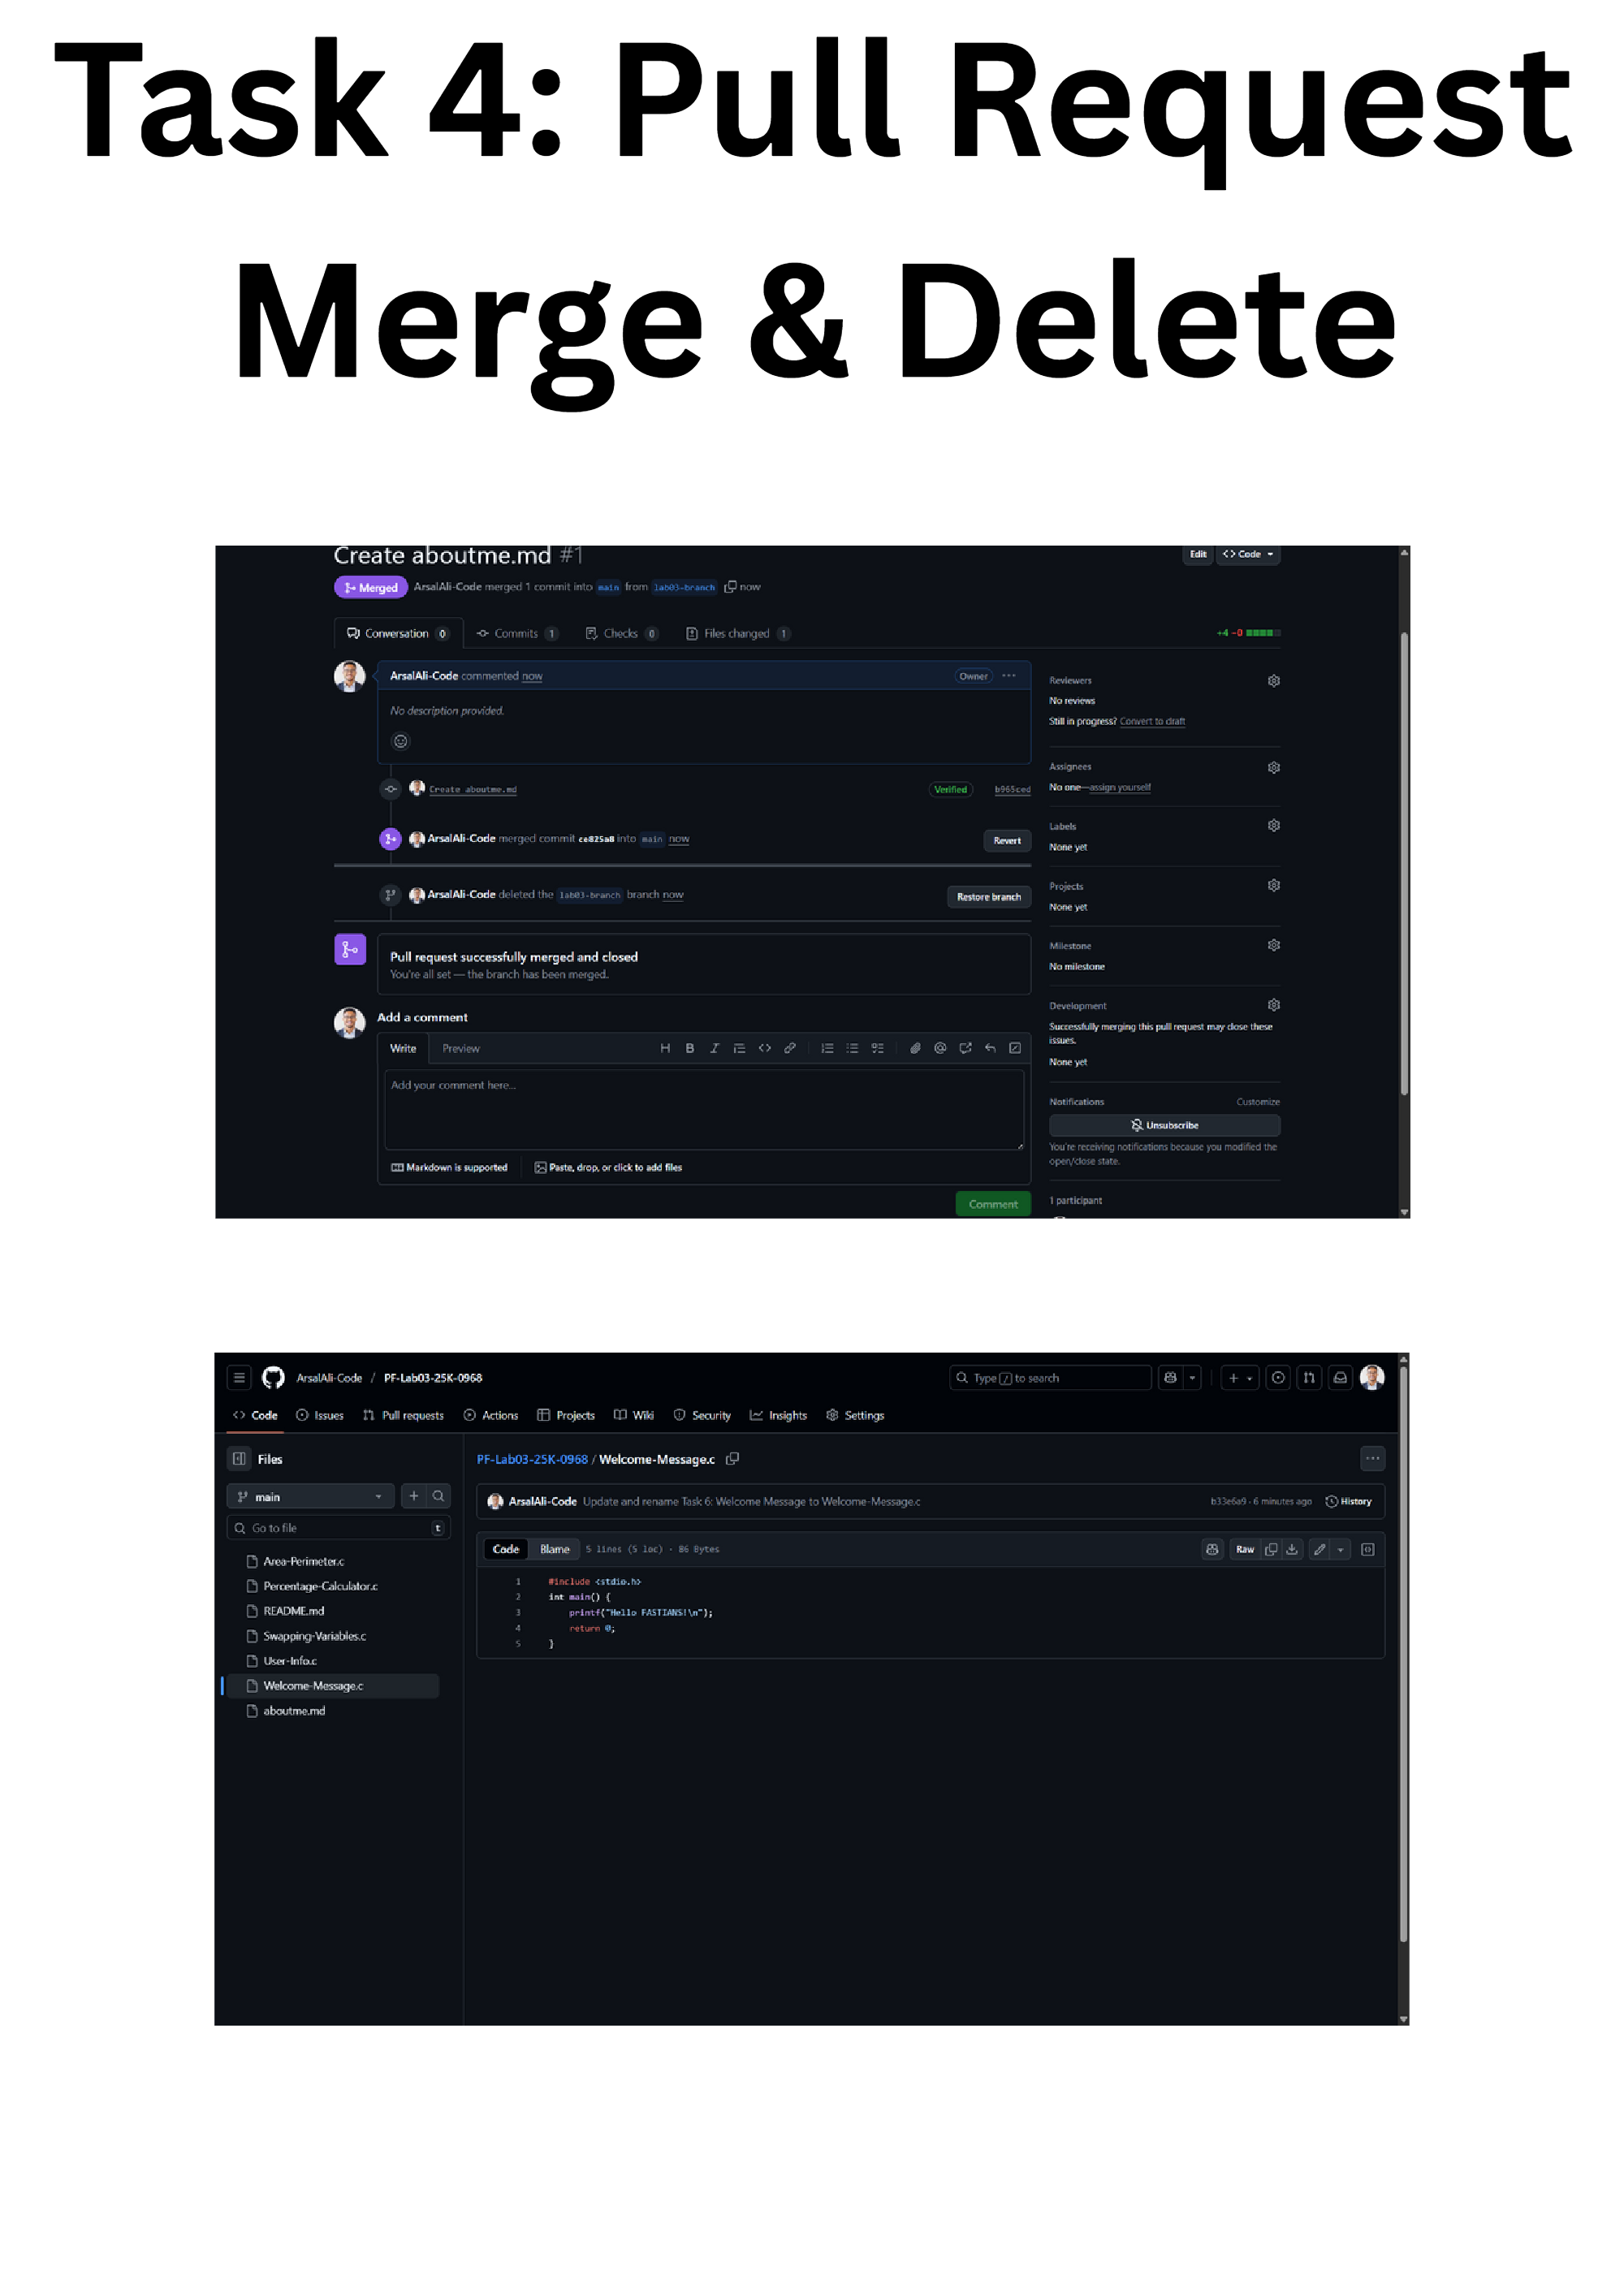 Task 4: Pull Request
Merge & Delete
Create aboutme.md #1
Edit <> Code
Merged ArsalAli-Code merged 1 commit into main from lab03-branch now
Conversation 0 Commits 1 Checks 0 Files changed 1 +4 −0
ArsalAli-Code commented now Owner ...
No description provided.
Create aboutme.md Verified b965ced
ArsalAli-Code merged commit ce825a8 into main now Revert
ArsalAli-Code deleted the lab03-branch branch now Restore branch
Pull request successfully merged and closed
You're all set — the branch has been merged.
Add a comment
Write Preview H B I
Add your comment here...
Markdown is supported Paste, drop, or click to add files
Comment
Reviewers
No reviews
Still in progress? Convert to draft
Assignees
No one—assign yourself
Labels
None yet
Projects
None yet
Milestone
No milestone
Development
Successfully merging this pull request may close these
issues.
None yet
Notifications Customize
Unsubscribe
You're receiving notifications because you modified the
open/close state.
1 participant
ArsalAli-Code / PF-Lab03-25K-0968 Type / to search
<> Code Issues Pull requests Actions Projects Wiki Security Insights Settings
Files
main
Go to file t
Area-Perimeter.c
Percentage-Calculator.c
README.md
Swapping-Variables.c
User-Info.c
Welcome-Message.c
aboutme.md
PF-Lab03-25K-0968 / Welcome-Message.c ...
ArsalAli-Code Update and rename Task 6: Welcome Message to Welcome-Message.c b33e6a9 · 6 minutes ago History
Code Blame 5 lines (5 loc) · 86 Bytes Raw
1 #include <stdio.h>
2 int main() {
3 printf("Hello FASTIANS!\n");
4 return 0;
5 }